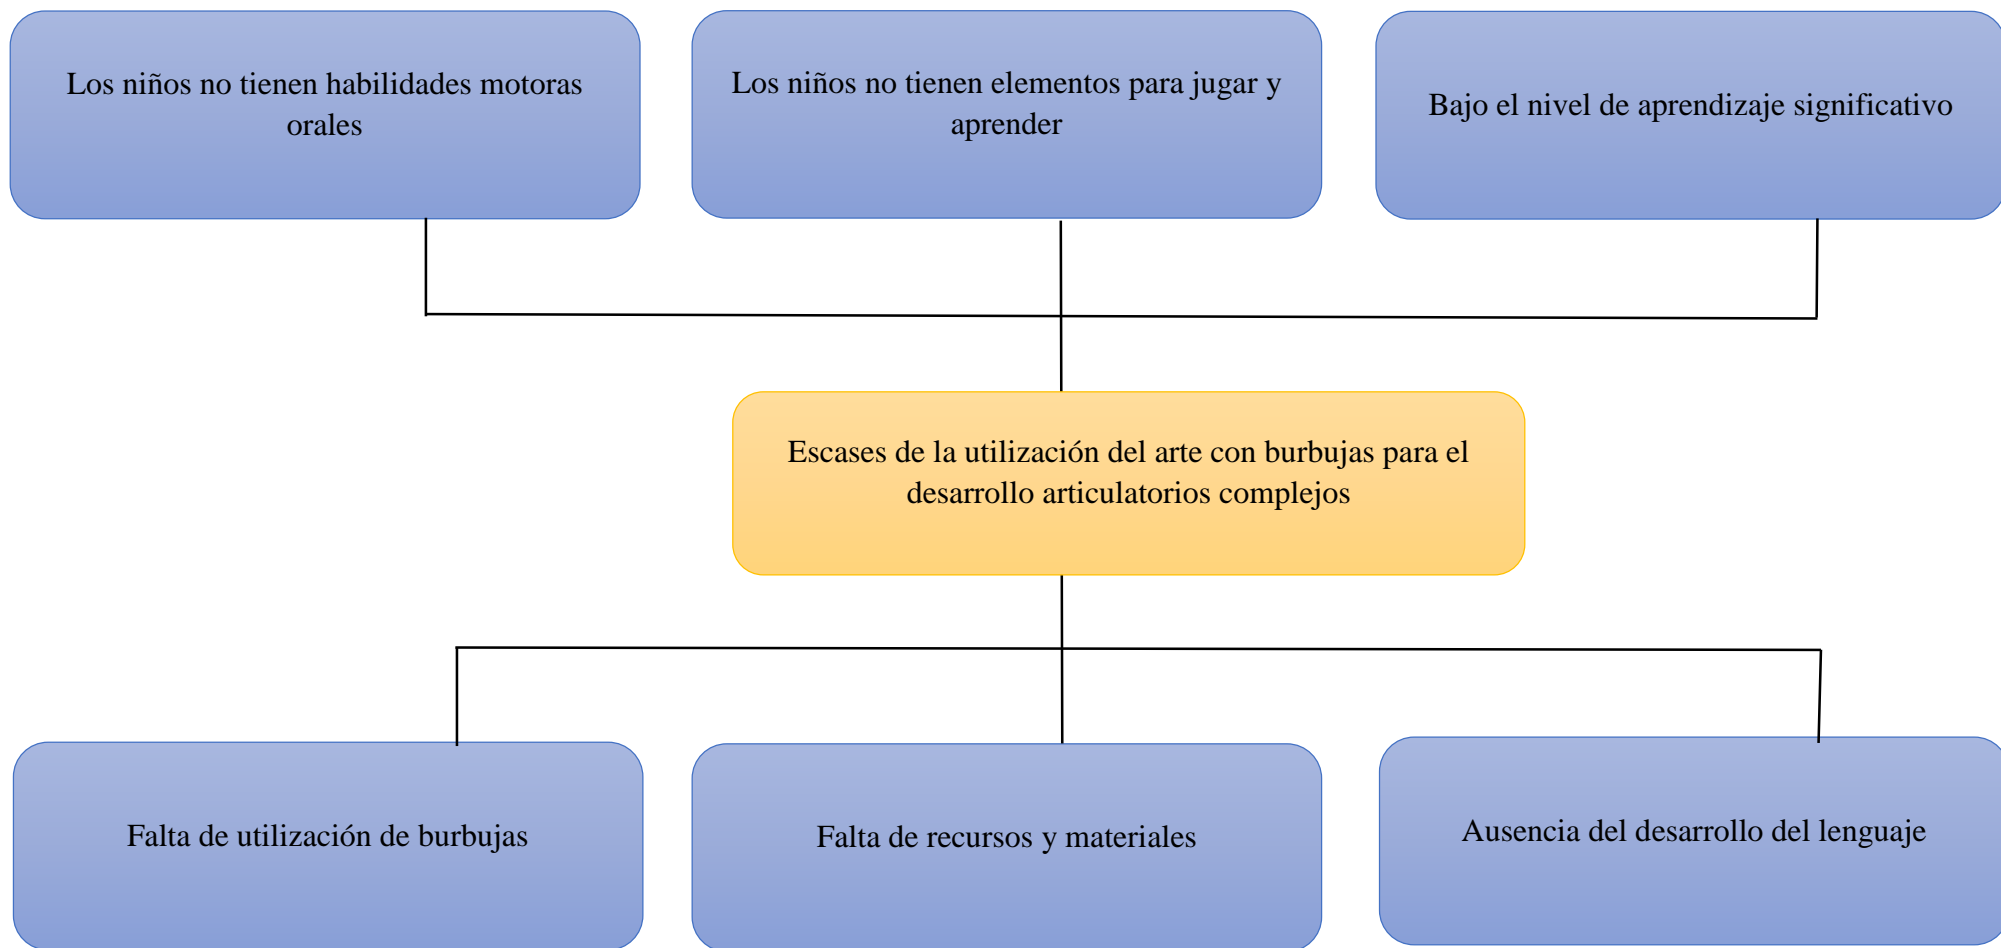 Los niños no tienen habilidades motoras
orales
Los niños no tienen elementos para jugar y
aprender
Bajo el nivel de aprendizaje significativo
Escases de la utilización del arte con burbujas para el
desarrollo articulatorios complejos
Falta de utilización de burbujas
Falta de recursos y materiales
Ausencia del desarrollo del lenguaje